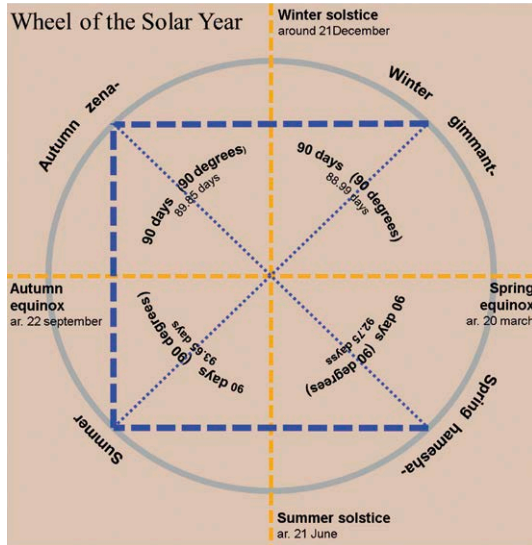 Wheel of the Solar Year
Winter solstice
around 21December
Autumn zena-
Winter gimmant-
90 days (90 degrees)
89.85 days
90 days (90 degrees)
88.99 days
Autumn
equinox
ar. 22 september
Spring
equinox
ar. 20 march
90 days (90 degrees)
93.65 days
90 days (90 degrees)
92.75 dayss
Summer
Spring hamesha-
Summer solstice
ar. 21 June